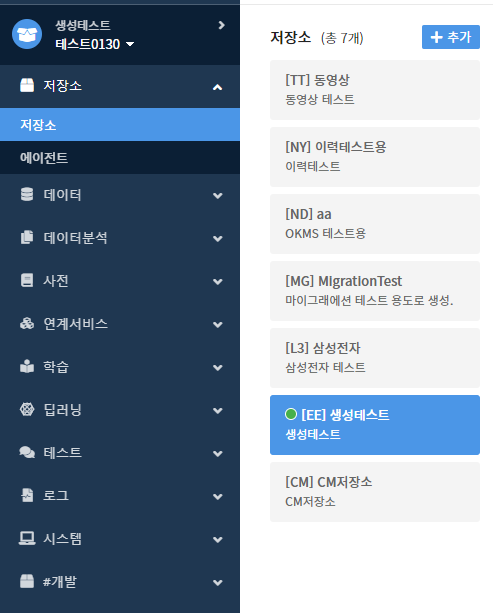 생성테스트
테스트0130
저장소
저장소
에이전트
데이터
데이터분석
사전
연계서비스
학습
딥러닝
테스트
로그
시스템
#개발
저장소 (총 7개)
추가
[TT] 동영상
동영상 테스트
[NY] 이력테스트용
이력테스트
[ND] aa
OKMS 테스트용
[MG] MigrationTest
마이그래에션 테스트 용도로 생성.
[L3] 삼성전자
삼성전자 테스트
[EE] 생성테스트
생성테스트
[CM] CM저장소
CM저장소